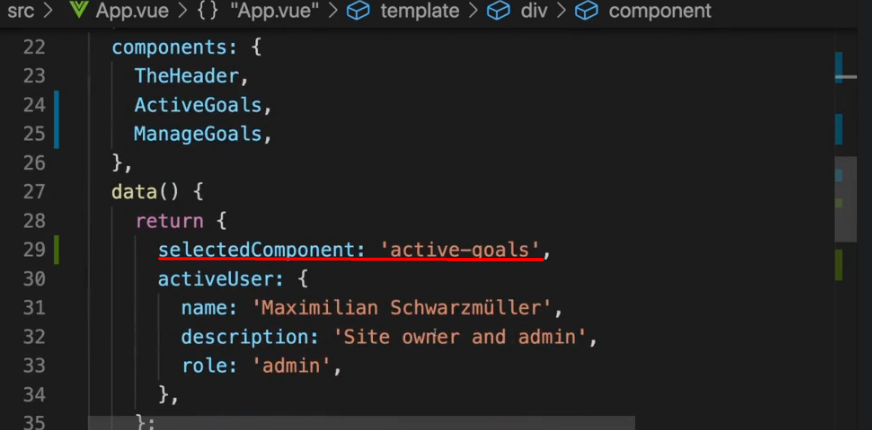 src > App.vue > {} "App.vue" > template > div > component
22 components: {
23 TheHeader,
24 ActiveGoals,
25 ManageGoals,
26 },
27 data() {
28 return {
29 selectedComponent: 'active-goals',
30 activeUser: {
31 name: 'Maximilian Schwarzmüller',
32 description: 'Site owner and admin',
33 role: 'admin',
34 },
35 };